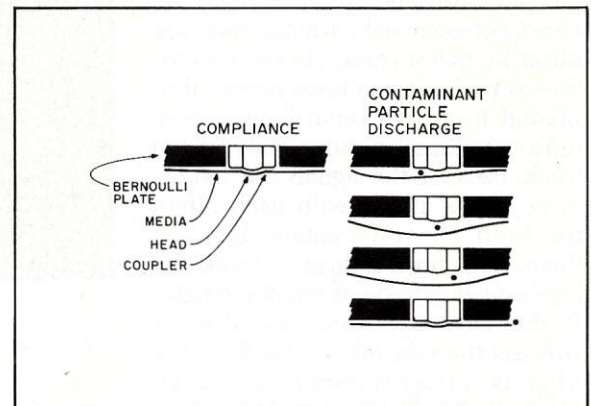 COMPLIANCE
BERNOULLI
PLATE
MEDIA
HEAD
COUPLER
CONTAMINANT
PARTICLE
DISCHARGE